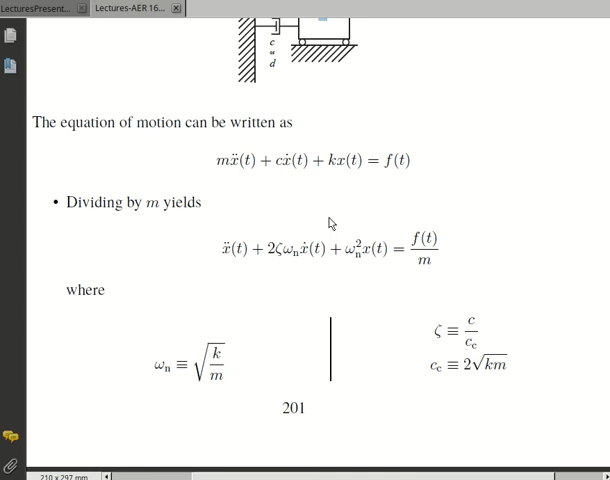 LecturesPresent...
Lectures-AER 16...
c
=
d
The equation of motion can be written as
mẍ(t) + cẋ(t) + kx(t) = f(t)
• Dividing by m yields
ẍ(t) + 2ζωₙẋ(t) + ωₙ²x(t) = f(t)/m
where
ωₙ ≡ √(k/m)
ζ ≡ c/c_c
c_c ≡ 2√(km)
201
210 x 297 mm